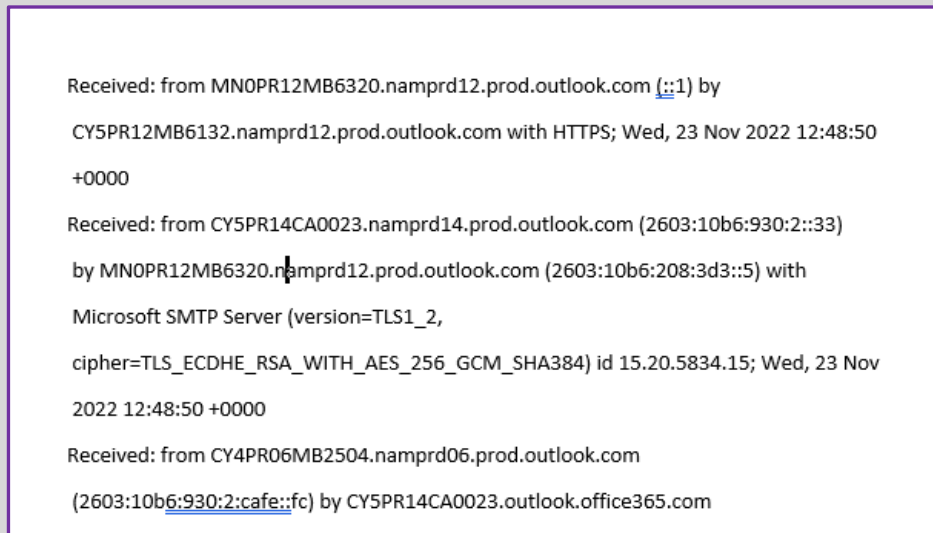 Received: from MN0PR12MB6320.namprd12.prod.outlook.com (::1) by
CY5PR12MB6132.namprd12.prod.outlook.com with HTTPS; Wed, 23 Nov 2022 12:48:50
+0000
Received: from CY5PR14CA0023.namprd14.prod.outlook.com (2603:10b6:930:2::33)
by MN0PR12MB6320.namprd12.prod.outlook.com (2603:10b6:208:3d3::5) with
Microsoft SMTP Server (version=TLS1_2,
cipher=TLS_ECDHE_RSA_WITH_AES_256_GCM_SHA384) id 15.20.5834.15; Wed, 23 Nov
2022 12:48:50 +0000
Received: from CY4PR06MB2504.namprd06.prod.outlook.com
(2603:10b6:930:2:cafe::fc) by CY5PR14CA0023.outlook.office365.com